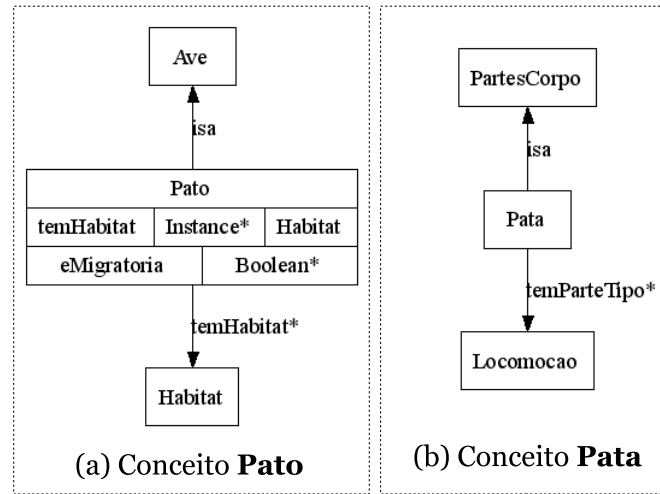 Ave
isa
Pato
temHabitat Instance* Habitat
eMigratoria Boolean*
temHabitat*
Habitat
(a) Conceito Pato
PartesCorpo
isa
Pata
temParteTipo*
Locomocao
(b) Conceito Pata